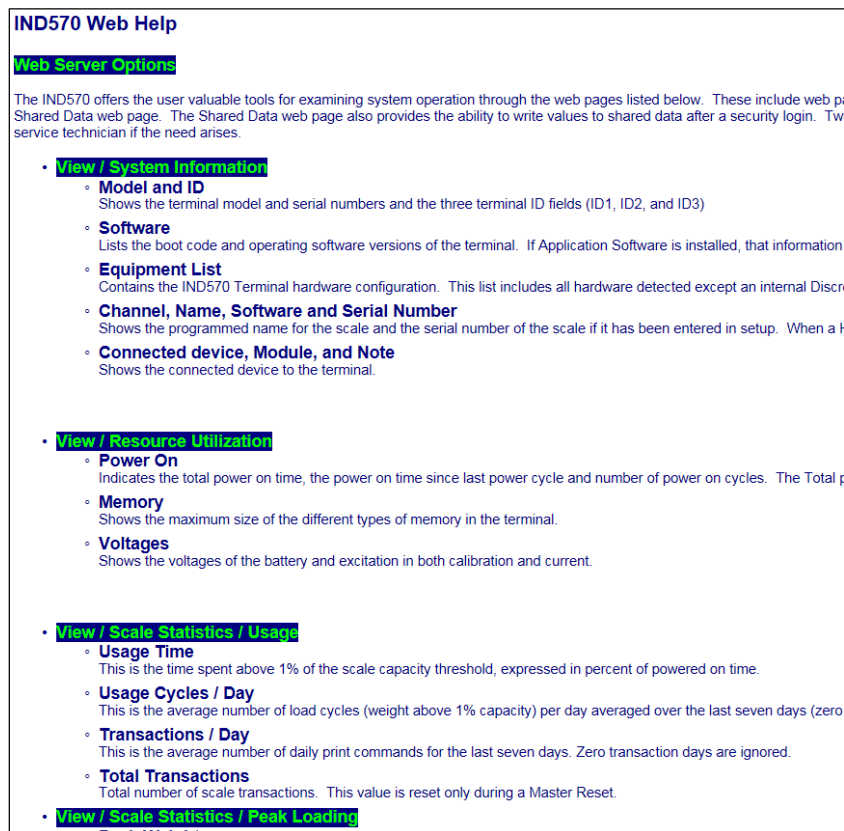 IND570 Web Help
Web Server Options
The IND570 offers the user valuable tools for examining system operation through the web pages listed below. These include web pa
Shared Data web page. The Shared Data web page also provides the ability to write values to shared data after a security login. Tw
service technician if the need arises.
• View / System Information
◦ Model and ID
Shows the terminal model and serial numbers and the three terminal ID fields (ID1, ID2, and ID3)
◦ Software
Lists the boot code and operating software versions of the terminal. If Application Software is installed, that information
◦ Equipment List
Contains the IND570 Terminal hardware configuration. This list includes all hardware detected except an internal Discre
◦ Channel, Name, Software and Serial Number
Shows the programmed name for the scale and the serial number of the scale if it has been entered in setup. When a H
◦ Connected device, Module, and Note
Shows the connected device to the terminal.
• View / Resource Utilization
◦ Power On
Indicates the total power on time, the power on time since last power cycle and number of power on cycles. The Total p
◦ Memory
Shows the maximum size of the different types of memory in the terminal.
◦ Voltages
Shows the voltages of the battery and excitation in both calibration and current.
• View / Scale Statistics / Usage
◦ Usage Time
This is the time spent above 1% of the scale capacity threshold, expressed in percent of powered on time.
◦ Usage Cycles / Day
This is the average number of load cycles (weight above 1% capacity) per day averaged over the last seven days (zero
◦ Transactions / Day
This is the average number of daily print commands for the last seven days. Zero transaction days are ignored.
◦ Total Transactions
Total number of scale transactions. This value is reset only during a Master Reset.
• View / Scale Statistics / Peak Loading